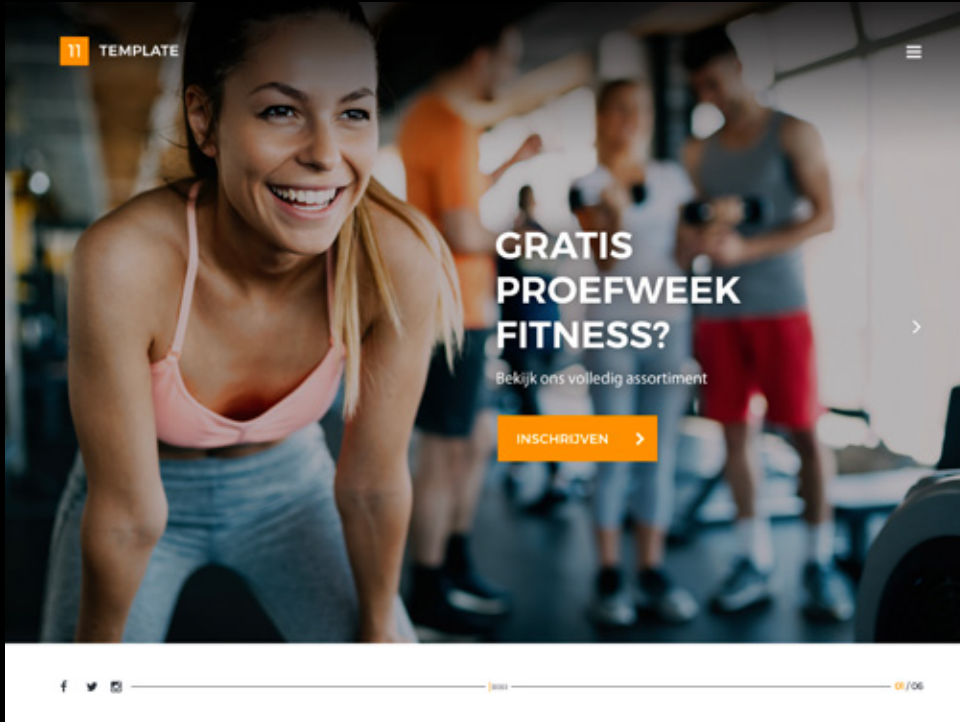 11 TEMPLATE
GRATIS
PROEFWEEK
FITNESS?
Bekijk ons volledig assortiment
INSCHRIJVEN
01/06